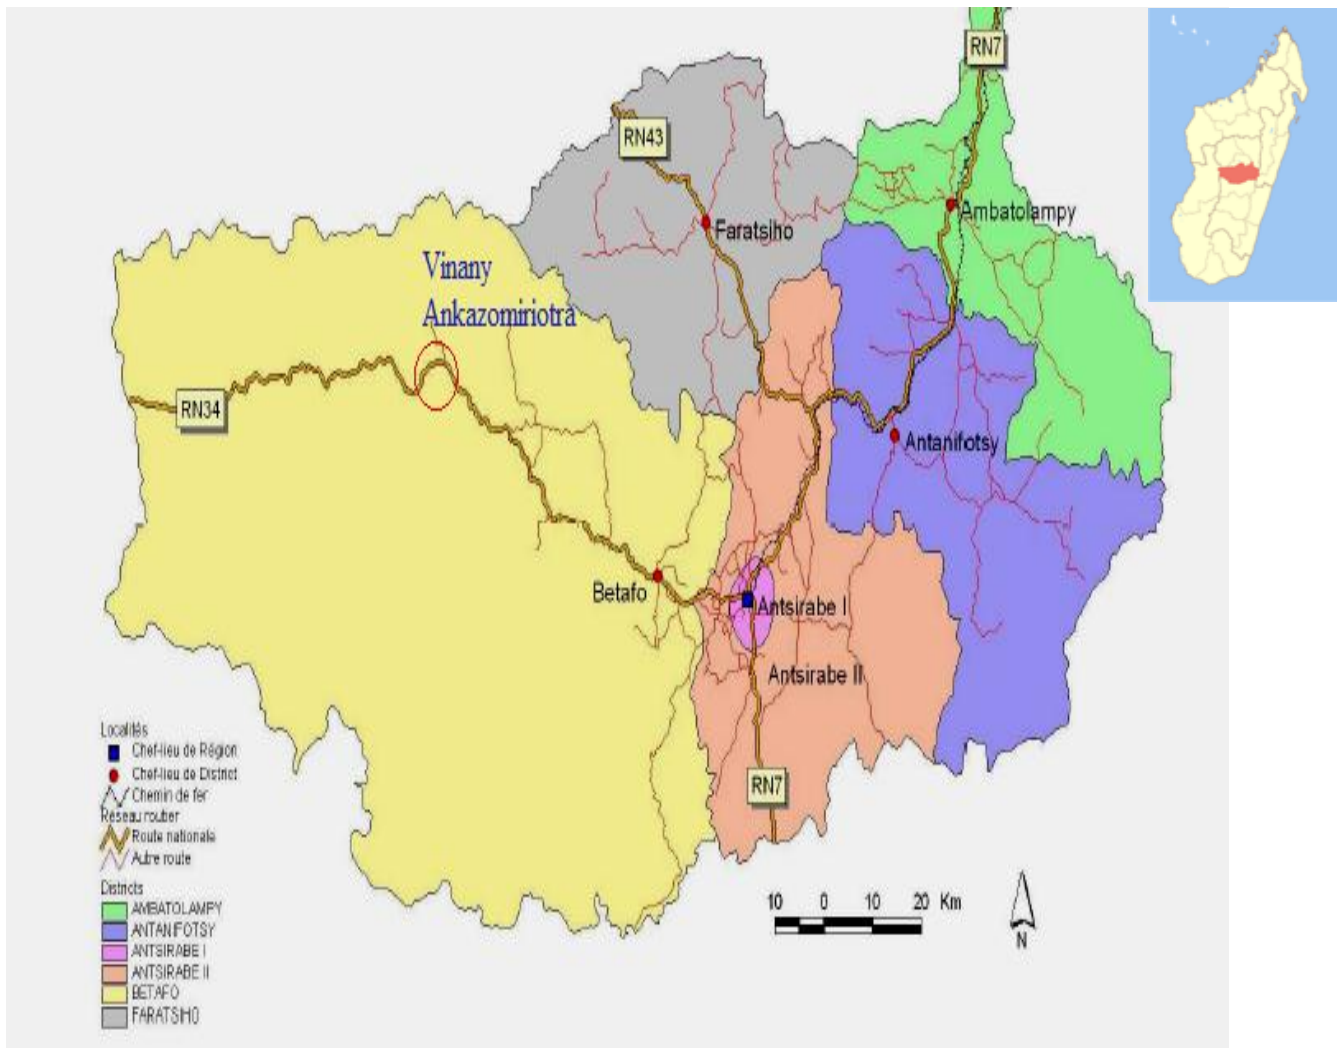 RN7
RN43
Ambatolampy
Faratsiho
Vinany
Ankazomiriotra
RN34
Antanifotsy
Betafo
Antsirabe I
Antsirabe II
RN7
Localités
Chef-lieu de Région
Chef-lieu de District
Chemin de fer
Réseau routier
Route nationale
Autre route
Districts
AMBATOLAMPY
ANTANIFOTSY
ANTSIRABE I
ANTSIRABE II
BETAFO
FARATSIHO
10 0 10 20 Km
N